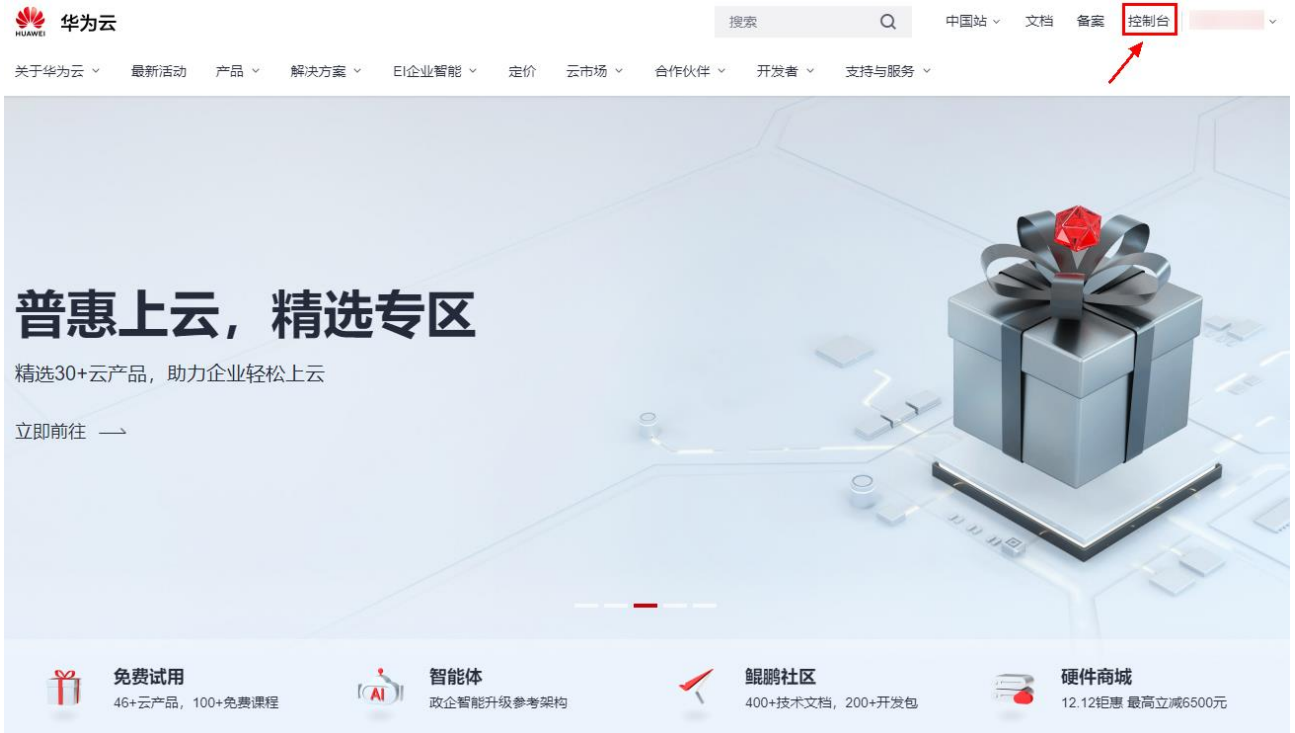 HUAWEI 华为云 搜索 中国站 文档 备案 控制台
关于华为云 最新活动 产品 解决方案 EI企业智能 定价 云市场 合作伙伴 开发者 支持与服务
普惠上云，精选专区
精选30+云产品，助力企业轻松上云
立即前往
免费试用
46+云产品，100+免费课程
AI
智能体
政企智能升级参考架构
鲲鹏社区
400+技术文档，200+开发包
硬件商城
12.12钜惠 最高立减6500元